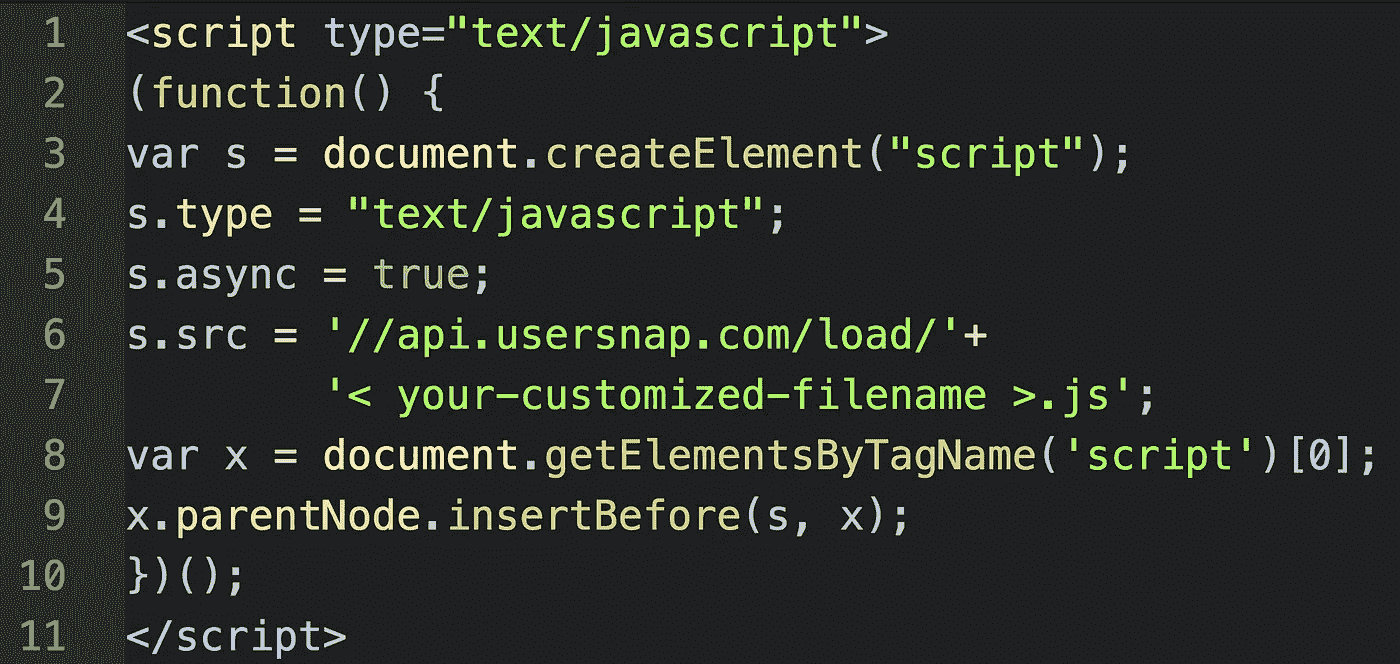 1 <script type="text/javascript">
2 (function() {
3 var s = document.createElement("script");
4 s.type = "text/javascript";
5 s.async = true;
6 s.src = '//api.usersnap.com/load/'+
7         '< your-customized-filename >.js';
8 var x = document.getElementsByTagName('script')[0];
9 x.parentNode.insertBefore(s, x);
10 })();
11 </script>